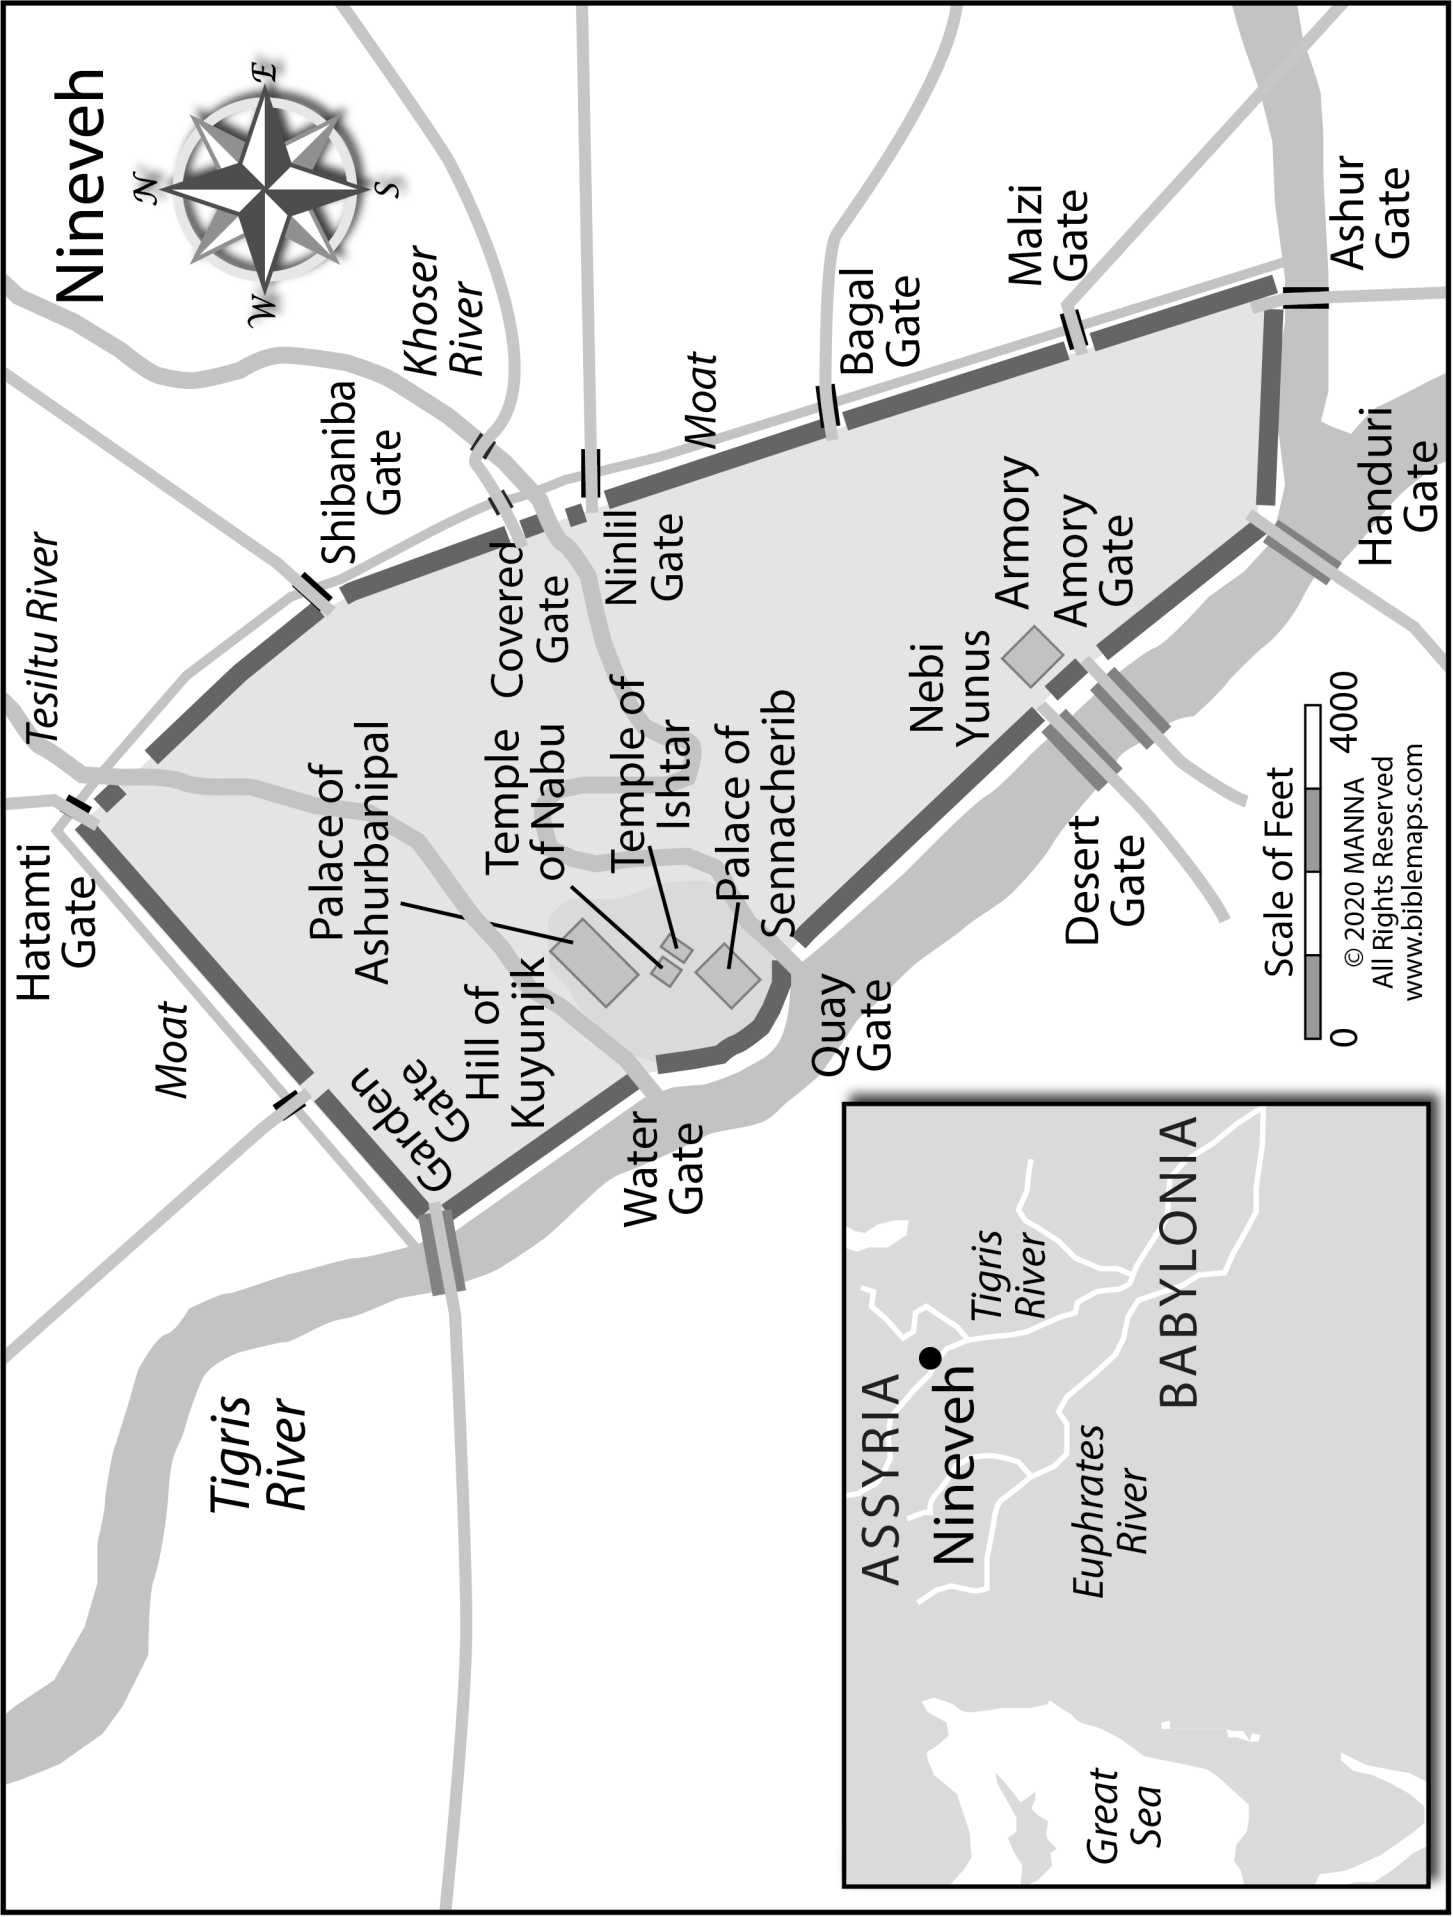 Nineveh
N
E
S
W
Tesiltu River
Khoser
River
Shibaniba
Gate
Hatamti
Gate
Moat
Moat
Covered
Gate
Ninlil
Gate
Bagal
Gate
Malzi
Gate
Ashur
Gate
Handuri
Gate
Armory
Amory
Gate
Nebi
Yunus
Desert
Gate
Palace of
Ashurbanipal
Temple
of Nabu
Temple of
Ishtar
Palace of
Sennacherib
Hill of
Kuyunjik
Garden
Gate
Water
Gate
Quay
Gate
Tigris
River
Scale of Feet
0 4000
© 2020 MANNA
All Rights Reserved
www.biblemaps.com
ASSYRIA
Nineveh
Tigris
River
Euphrates
River
BABYLONIA
Great
Sea